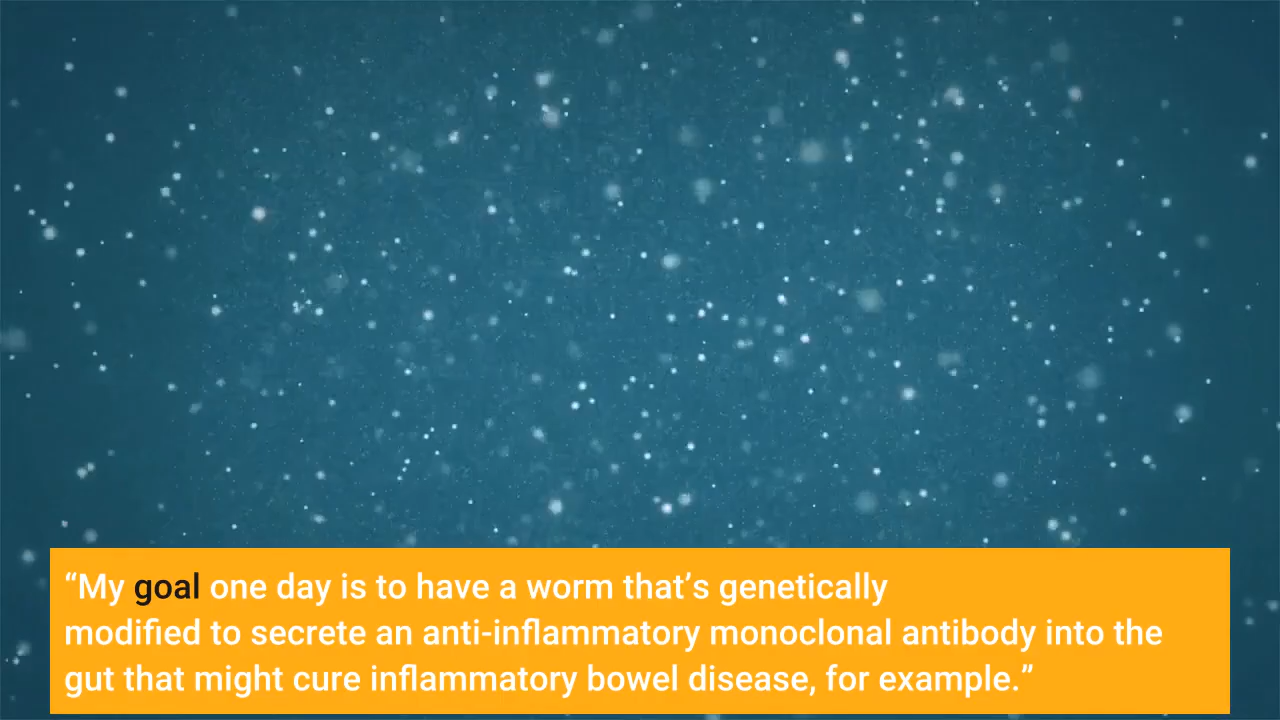 “My goal one day is to have a worm that’s genetically
modified to secrete an anti-inflammatory monoclonal antibody into the
gut that might cure inflammatory bowel disease, for example.”